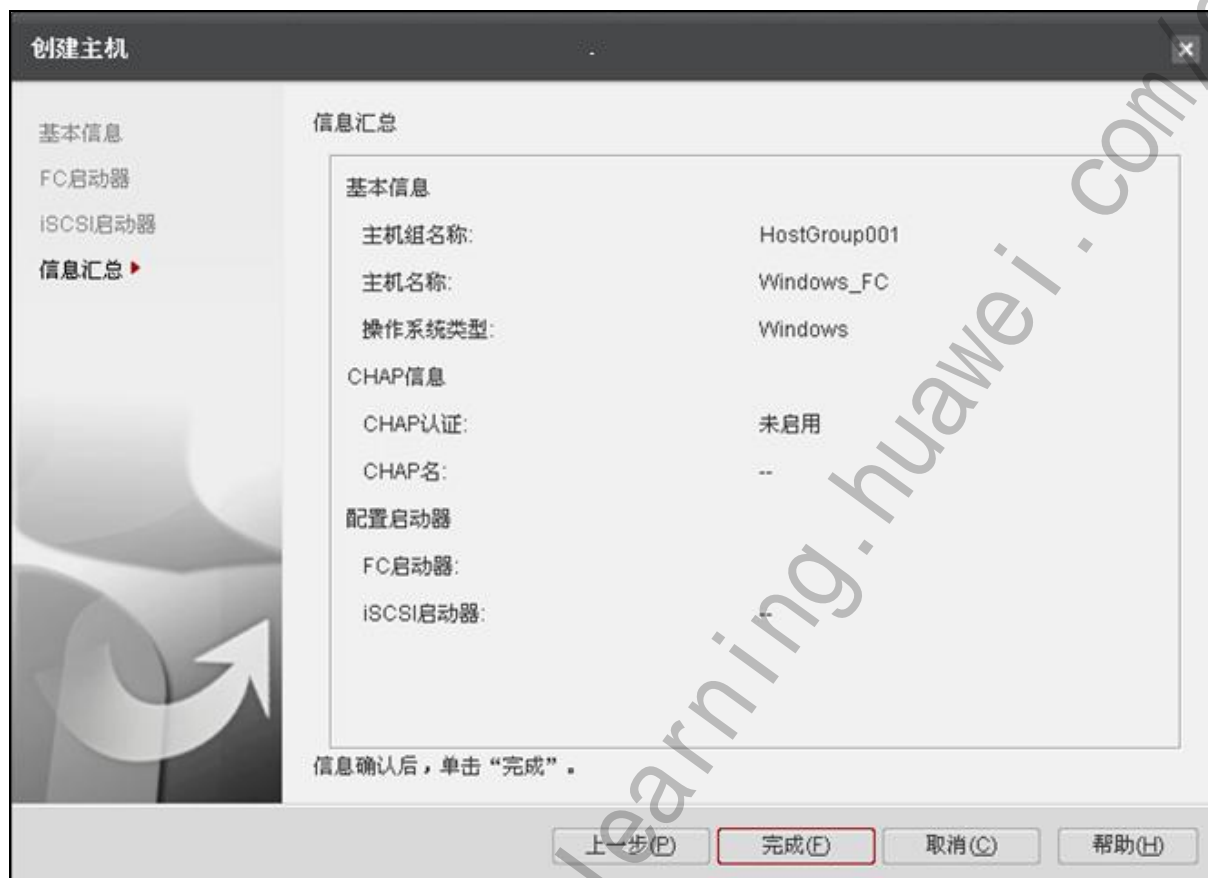 创建主机
基本信息
FC启动器
iSCSI启动器
信息汇总
信息汇总
基本信息
主机组名称: HostGroup001
主机名称: Windows_FC
操作系统类型: Windows
CHAP信息
CHAP认证: 未启用
CHAP名: --
配置启动器
FC启动器:
iSCSI启动器: --
信息确认后，单击“完成”。
上一步(P) 完成(F) 取消(C) 帮助(H)
learning.huawei.com/